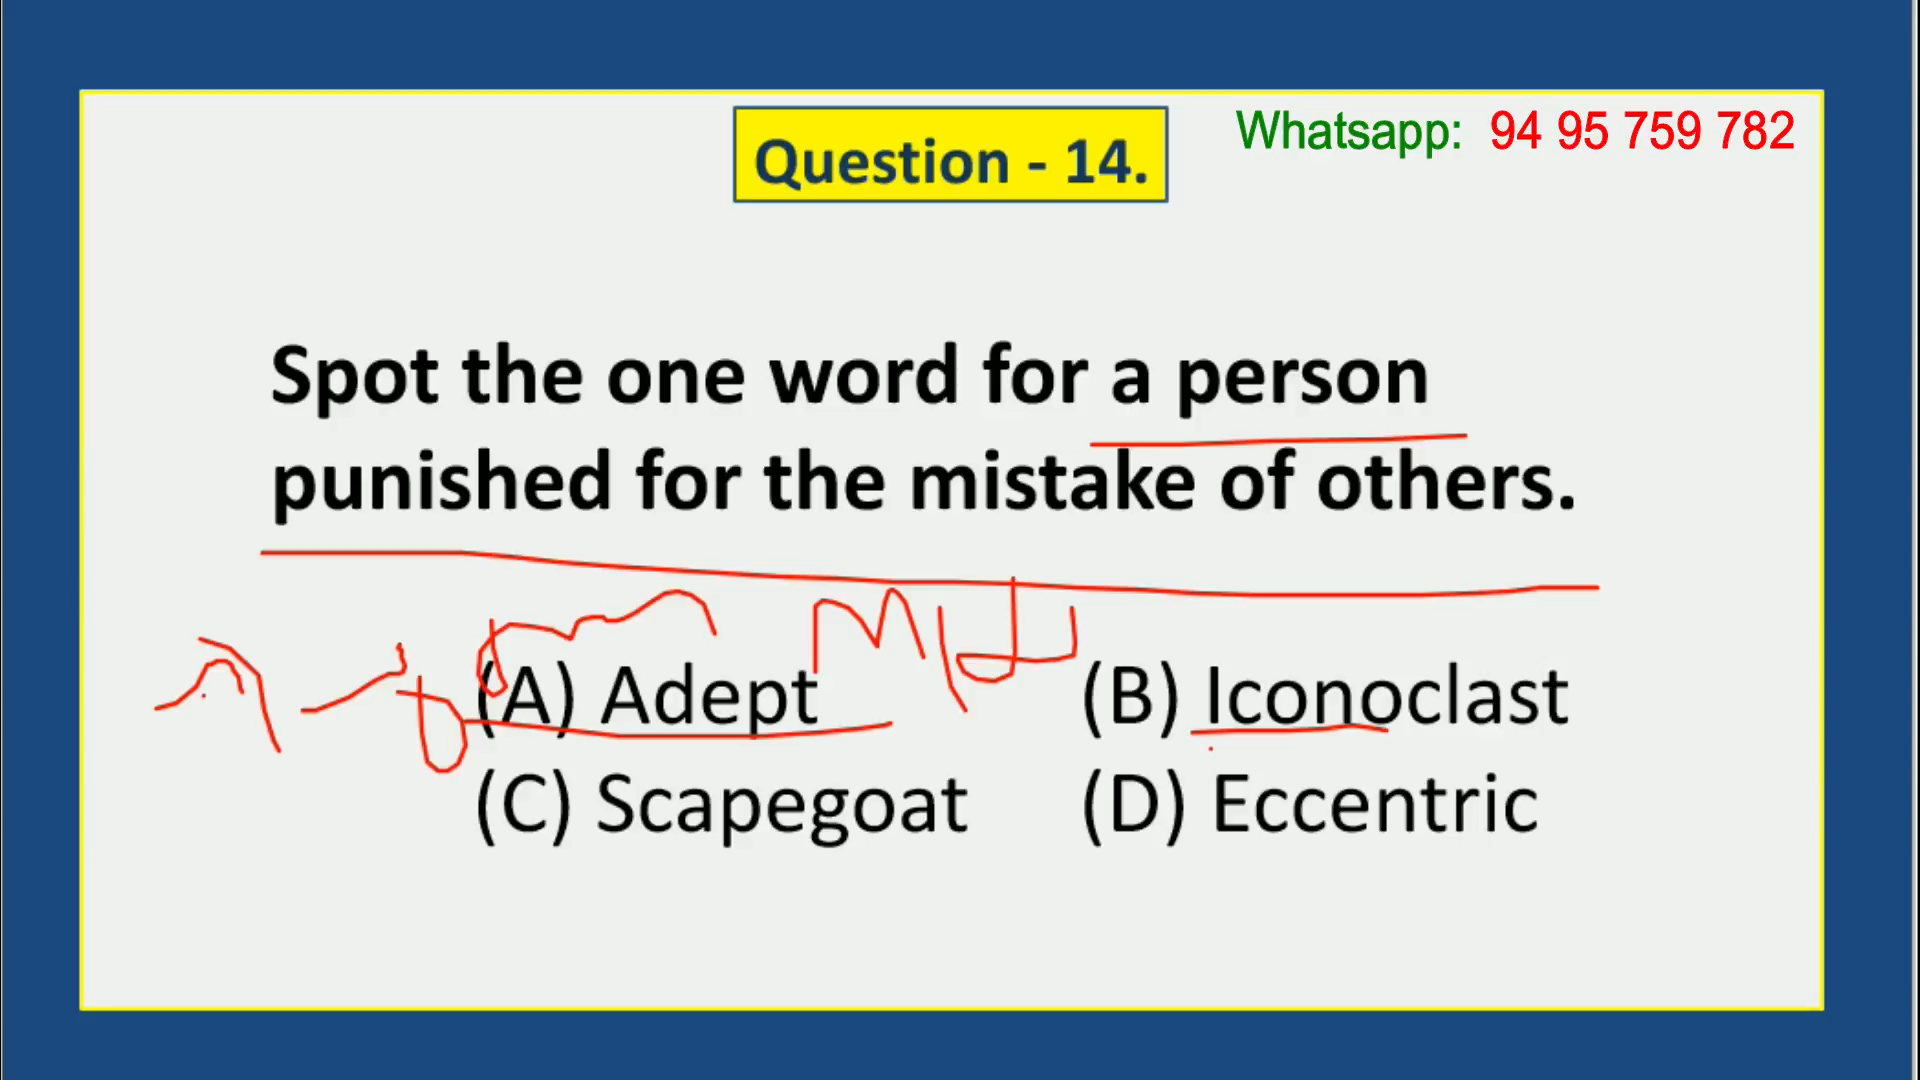 Whatsapp: 94 95 759 782
Question - 14.
Spot the one word for a person
punished for the mistake of others.
(A) Adept (B) Iconoclast
(C) Scapegoat (D) Eccentric